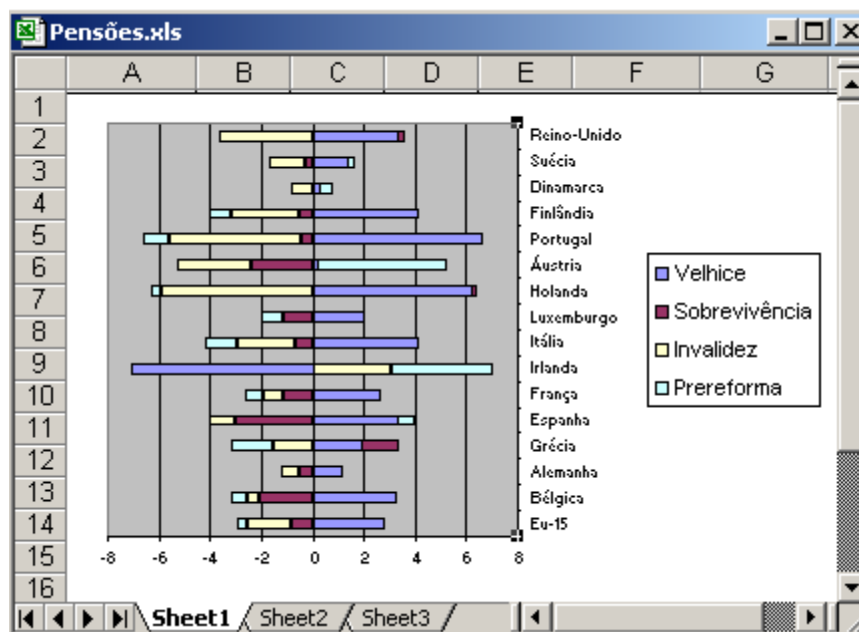 Pensões.xls
A B C D E F G
1
2
3
4
5
6
7
8
9
10
11
12
13
14
15
16
Reino-Unido
Suécia
Dinamarca
Finlândia
Portugal
Áustria
Holanda
Luxemburgo
Itália
Irlanda
França
Espanha
Grécia
Alemanha
Bélgica
Eu-15
-8 -6 -4 -2 0 2 4 6 8
Velhice
Sobrevivência
Invalidez
Prereforma
Sheet1 Sheet2 Sheet3